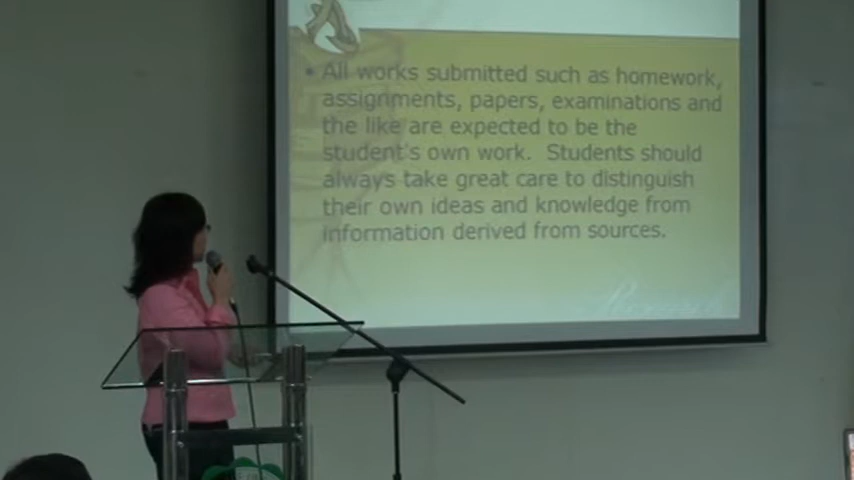 • All works submitted such as homework,
assignments, papers, examinations and
the like are expected to be the
student's own work. Students should
always take great care to distinguish
their own ideas and knowledge from
information derived from sources.